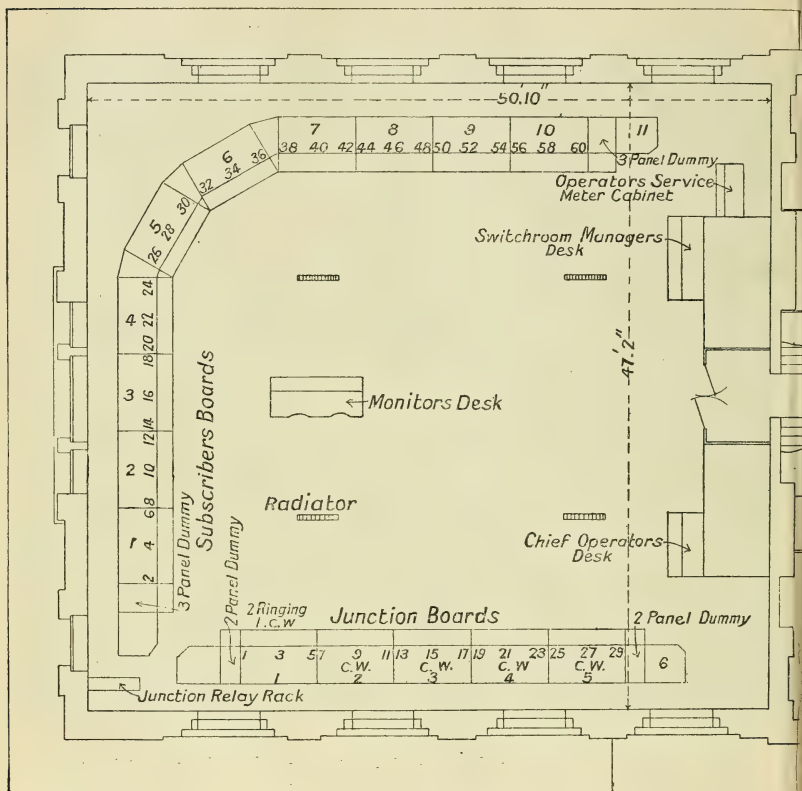 50.'10."
7 8 9 10 11
38 40 42 44 46 48 50 52 54 56 58 60
3 Panel Dummy
6
32 34 36
Operators Service
Meter Cabinet
5
26 28 30
Switchroom Managers
Desk
4
20 22 24
47.'2."
3
14 16 18
Subscribers Boards
Monitors Desk
2
8 10 12
1
2 4 6
3 Panel Dummy
Radiator
2 Panel Dummy
Chief Operators
Desk
2 Ringing
1.C.W
Junction Boards
2 Panel Dummy
1 3 5 7 9 11 13 15 17 19 21 23 25 27 29
C.W. C.W. C.W C.W.
1 2 3 4 5 6
Junction Relay Rack